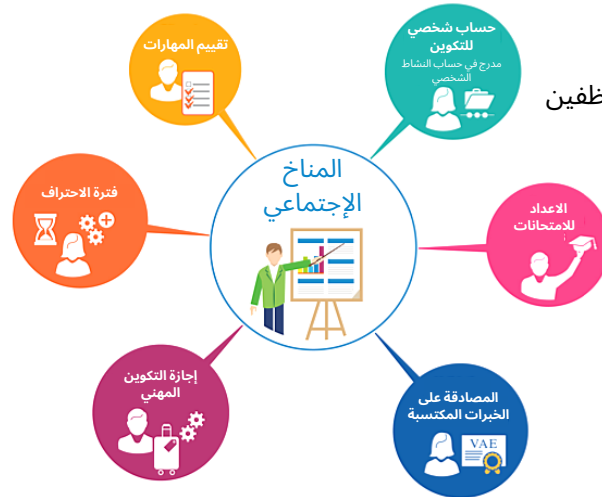 حساب شخصي
للتكوين
مدرج في حساب النشاط
الشخصي
تقييم المهارات
المناخ
الإجتماعي
فترة الاحتراف
الاعداد
للامتحانات
إجازة التكوين
المهني
المصادقة على
الخبرات المكتسبة
VAE